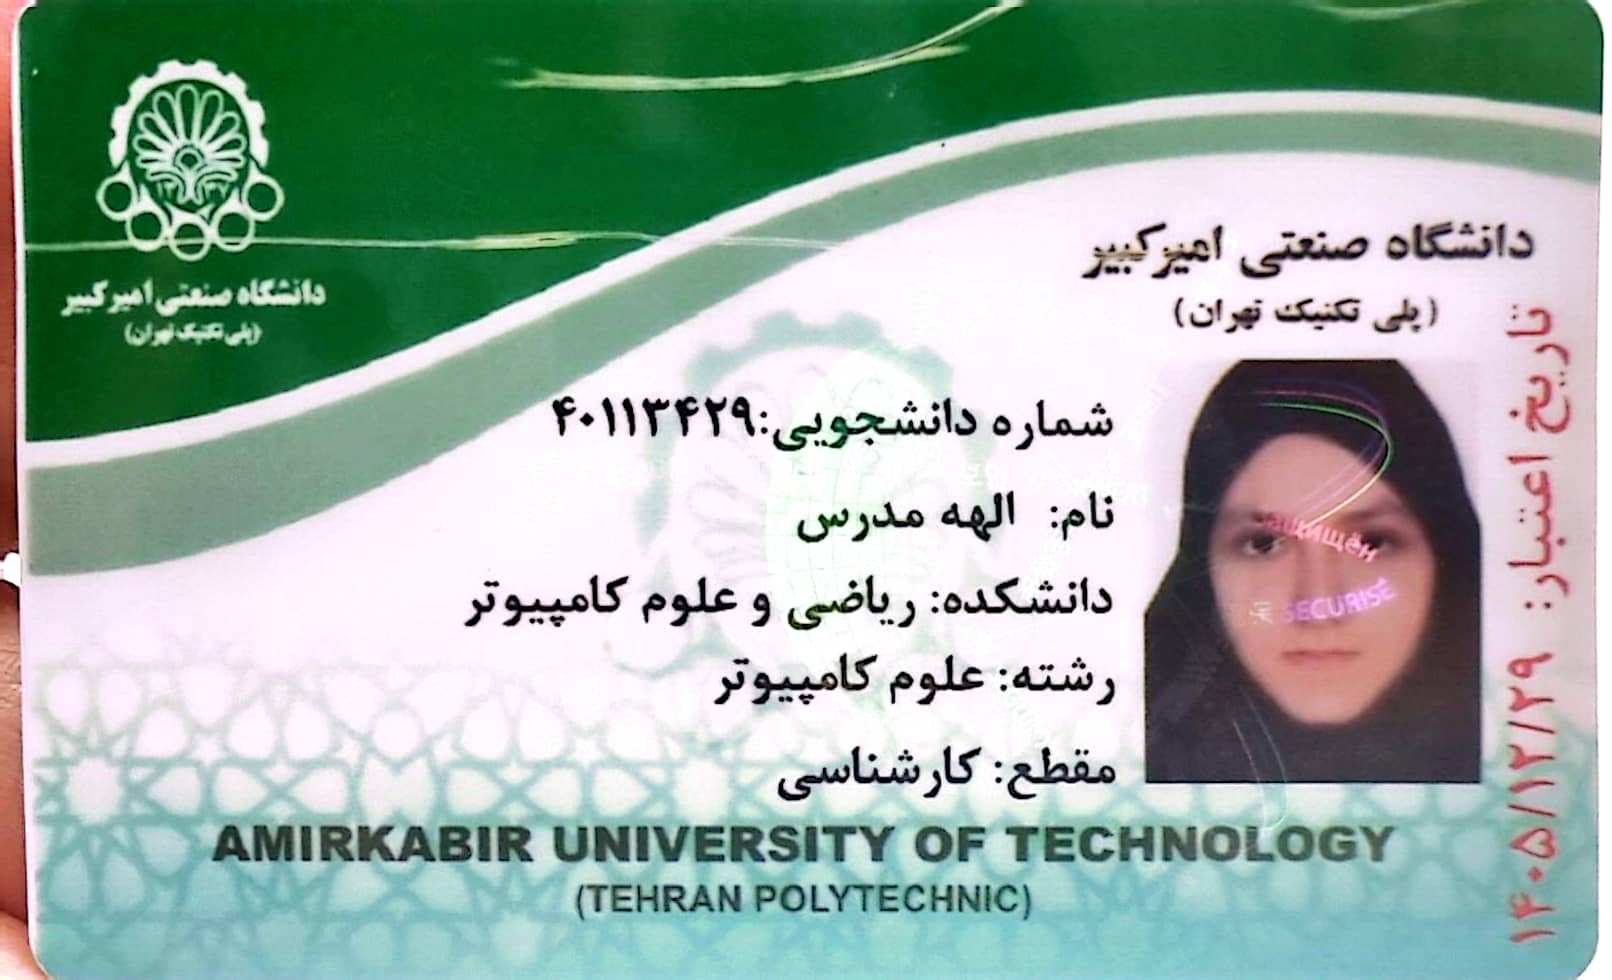 ۱۳۳۷
دانشگاه صنعتی امیرکبیر
(پلی تکنیک تهران)
دانشگاه صنعتی امیرکبیر
(پلی تکنیک تهران)
شماره دانشجویی:۴۰۱۱۳۴۲۹
نام: الهه مدرس
دانشکده: ریاضی و علوم کامپیوتر
رشته: علوم کامپیوتر
مقطع: کارشناسی
تاریخ اعتبار: ۱۴۰۵/۱۲/۲۹
SECURISE
AMIRKABIR UNIVERSITY OF TECHNOLOGY
(TEHRAN POLYTECHNIC)